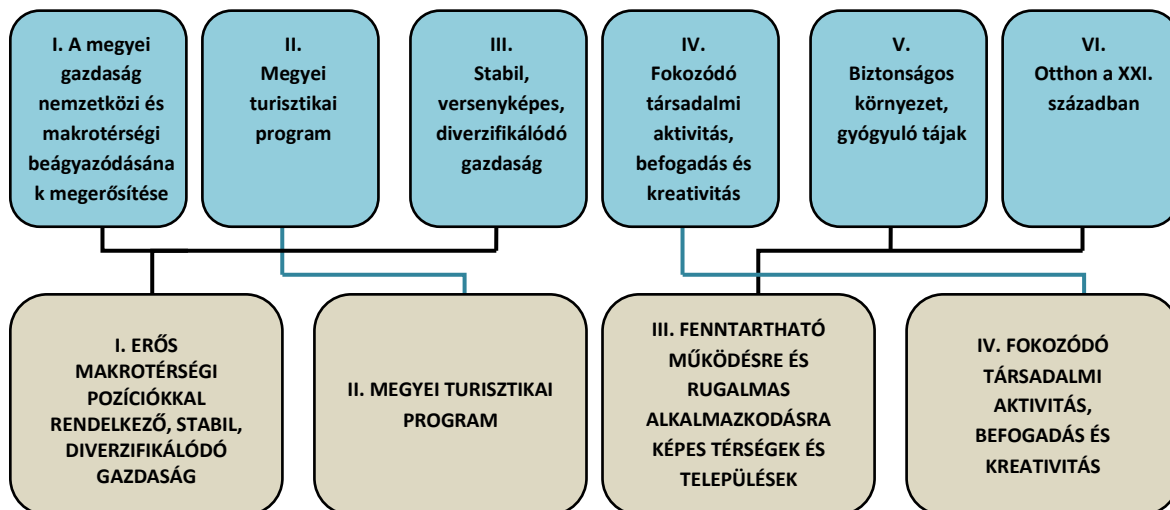 I. A megyei
gazdaság
nemzetközi és
makrotérségi
beágyazódásána
k megerősítése
II.
Megyei
turisztikai
program
III.
Stabil,
versenyképes,
diverzifikálódó
gazdaság
IV.
Fokozódó
társadalmi
aktivitás,
befogadás és
kreativitás
V.
Biztonságos
környezet,
gyógyuló tájak
VI.
Otthon a XXI.
században
I. ERŐS
MAKROTÉRSÉGI
POZÍCIÓKKAL
RENDELKEZŐ, STABIL,
DIVERZIFIKÁLÓDÓ
GAZDASÁG
II. MEGYEI TURISZTIKAI
PROGRAM
III. FENNTARTHATÓ
MŰKÖDÉSRE ÉS
RUGALMAS
ALKALMAZKODÁSRA
KÉPES TÉRSÉGEK ÉS
TELEPÜLÉSEK
IV. FOKOZÓDÓ
TÁRSADALMI
AKTIVITÁS,
BEFOGADÁS ÉS
KREATIVITÁS